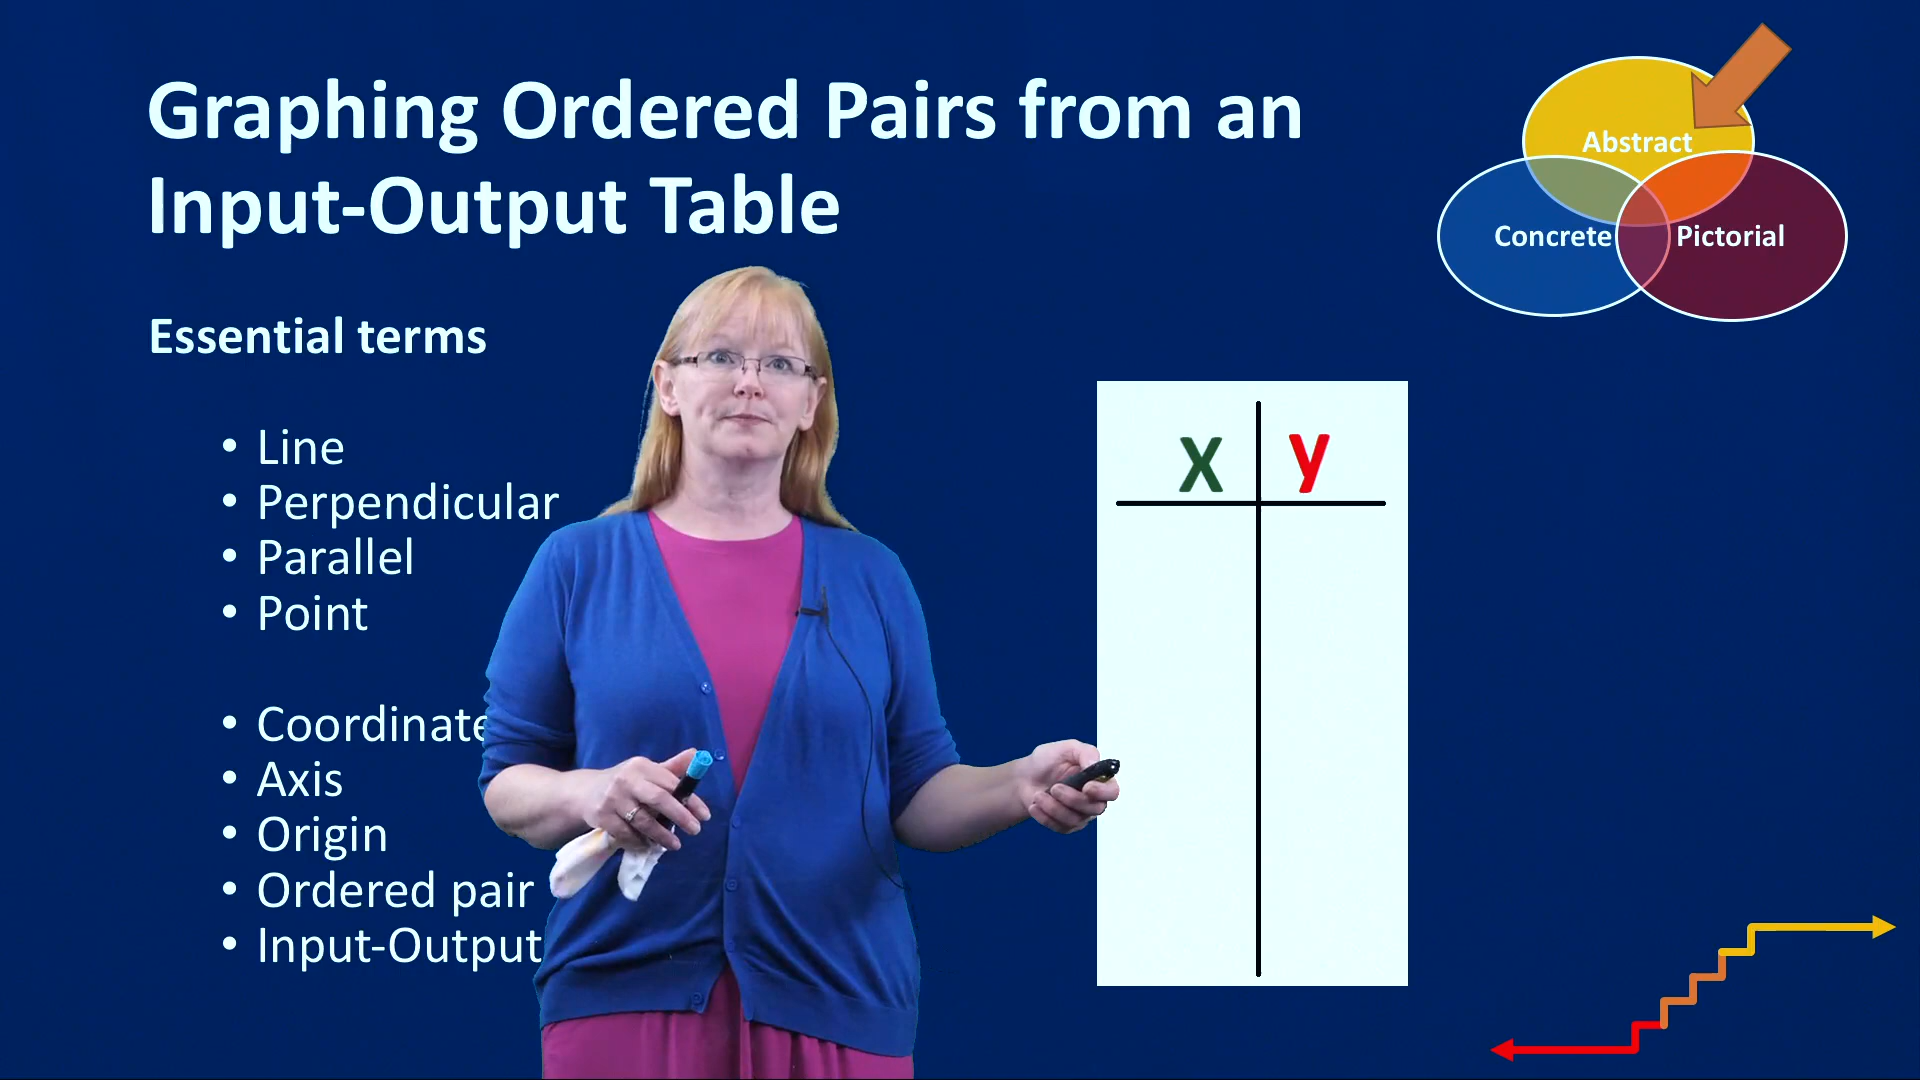 Graphing Ordered Pairs from an
Input-Output Table
Abstract
Concrete
Pictorial
Essential terms
• Line
• Perpendicular
• Parallel
• Point
• Coordinate
• Axis
• Origin
• Ordered pair
• Input-Output
x y